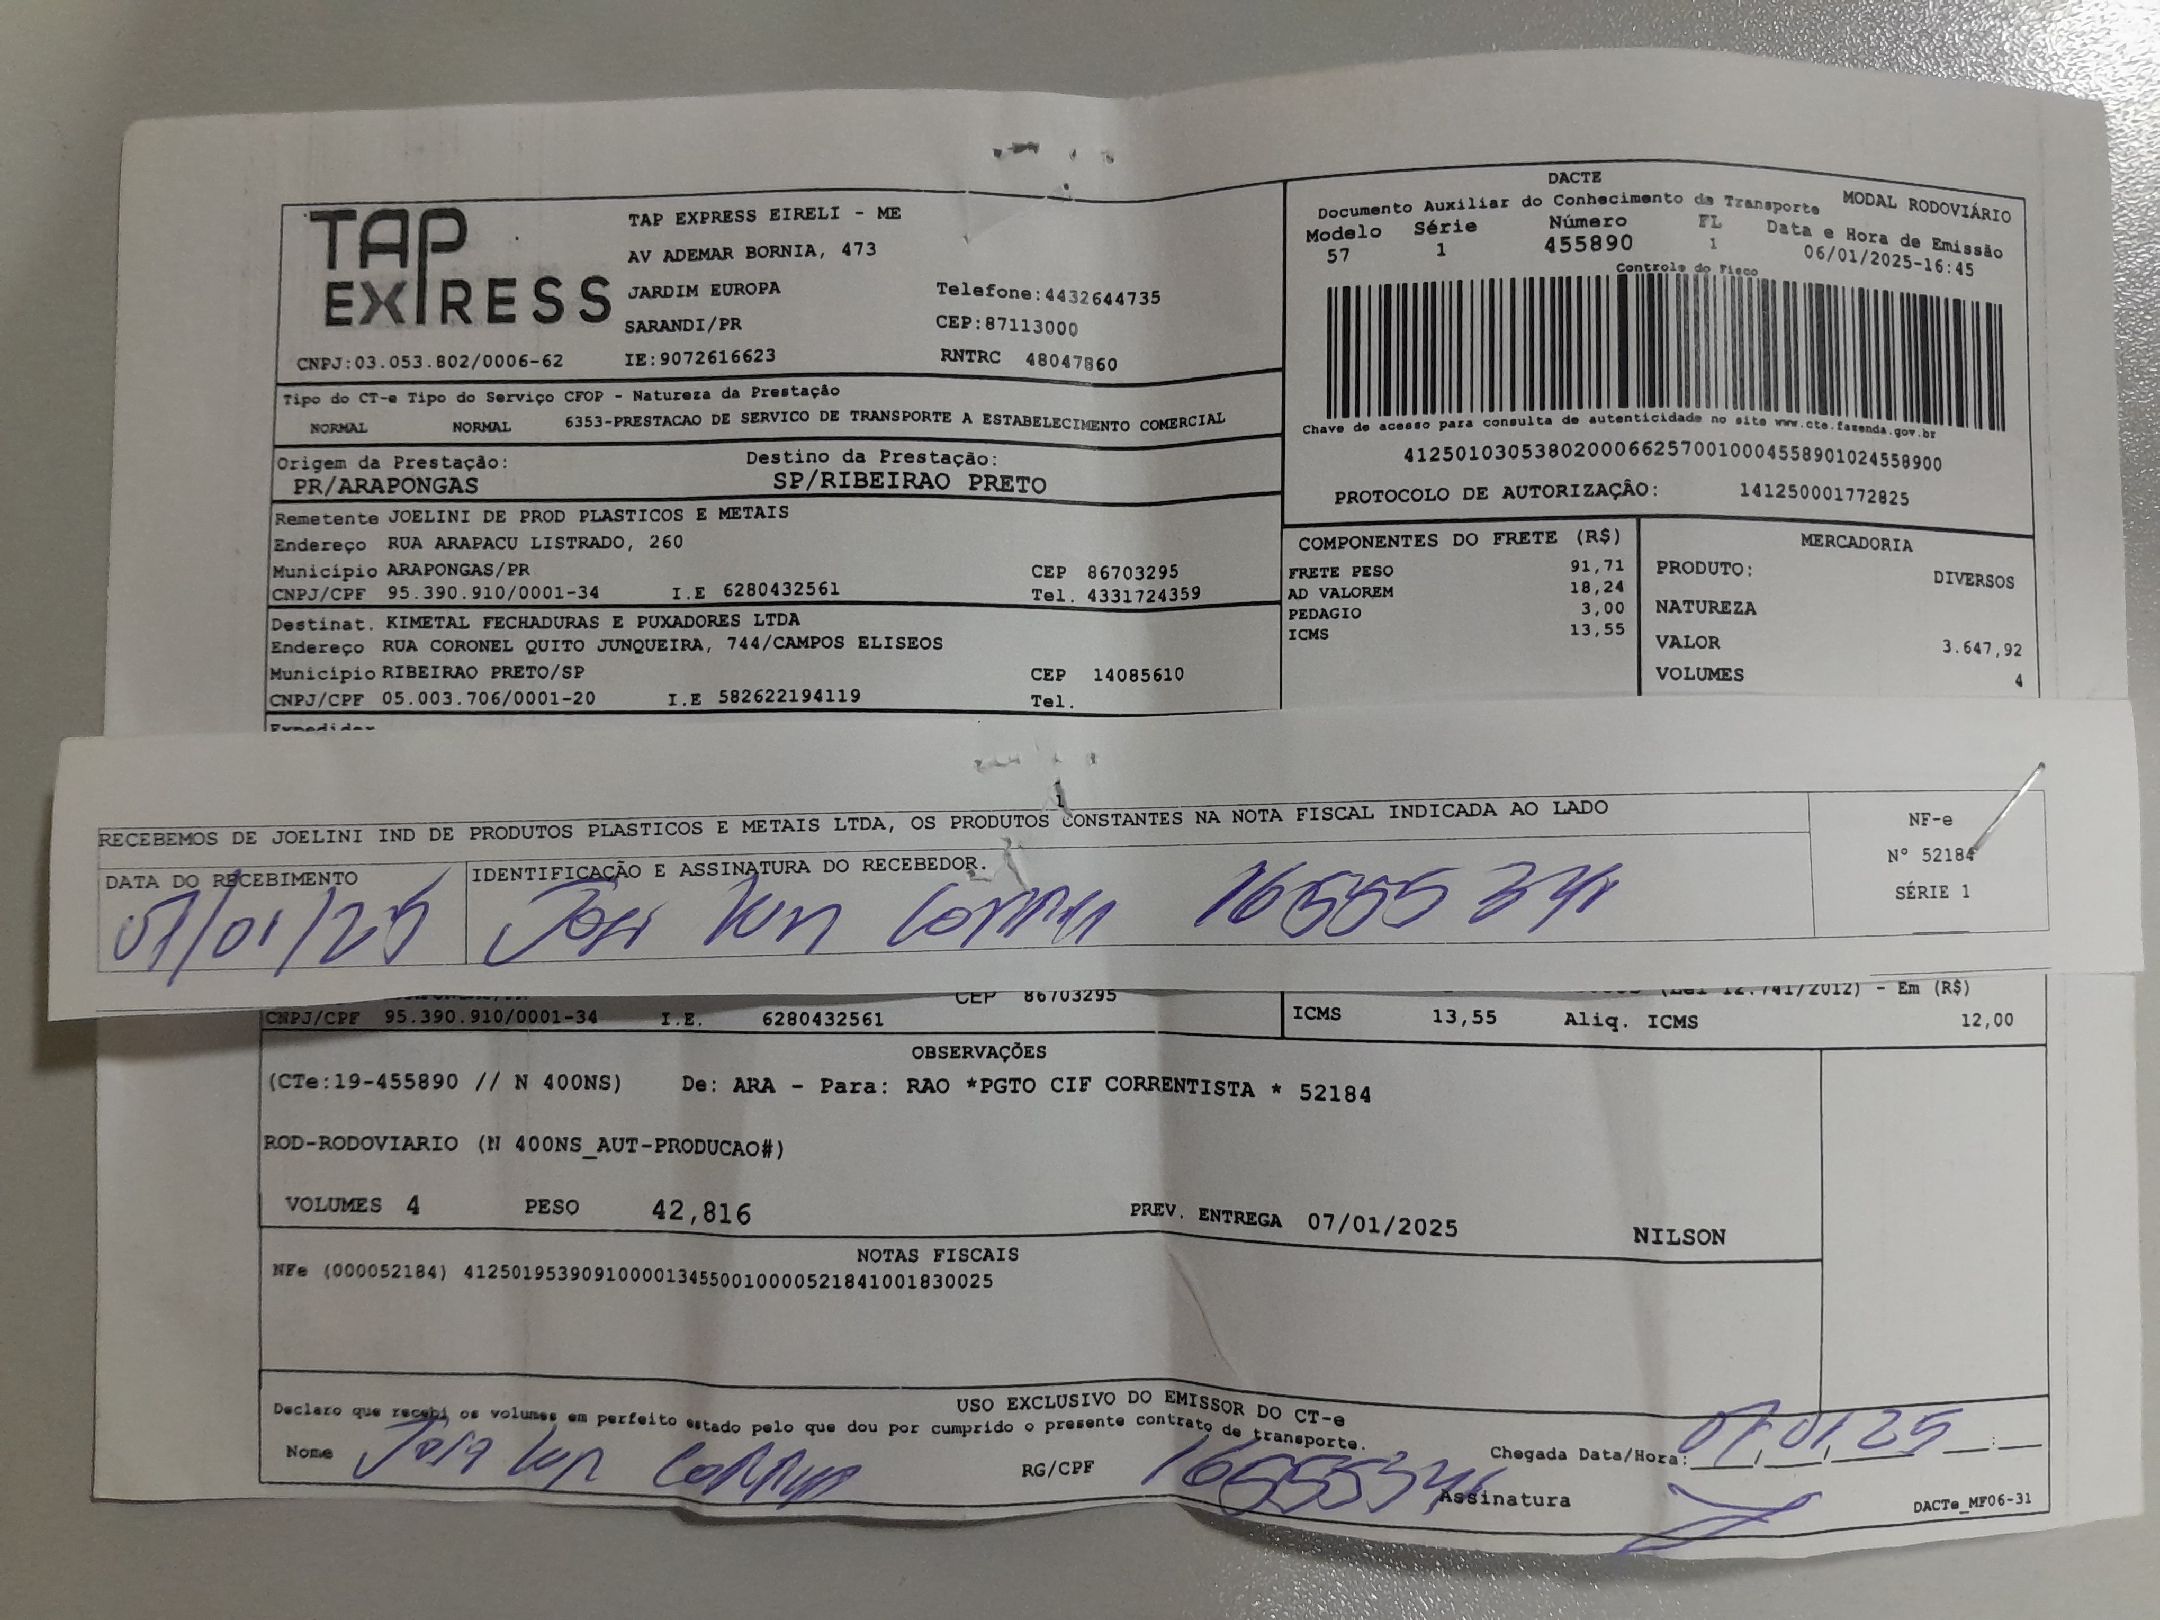 TAP EXPRESS
TAP EXPRESS EIRELI - ME
AV ADEMAR BORNIA, 473
JARDIM EUROPA Telefone:4432644735
SARANDI/PR CEP:87113000
CNPJ:03.053.802/0006-62 IE:9072616623 RNTRC 48047860
DACTE
Documento Auxiliar do Conhecimento de Transporte MODAL RODOVIÁRIO
Modelo Série Número FL Data e Hora de Emissão
57 1 455890 1 06/01/2025-16:45
Controle do Fisco
Chave de acesso para consulta de autenticidade no site www.cte.fazenda.gov.br
41250103053802000662570010004558901024558900
PROTOCOLO DE AUTORIZAÇÃO: 141250001772825
Tipo do CT-e Tipo do Serviço CFOP - Natureza da Prestação
NORMAL NORMAL 6353-PRESTACAO DE SERVICO DE TRANSPORTE A ESTABELECIMENTO COMERCIAL
Origem da Prestação: Destino da Prestação:
PR/ARAPONGAS SP/RIBEIRAO PRETO
Remetente JOELINI DE PROD PLASTICOS E METAIS
Endereço RUA ARAPACU LISTRADO, 260
Município ARAPONGAS/PR CEP 86703295
CNPJ/CPF 95.390.910/0001-34 I.E 6280432561 Tel. 4331724359
Destinat. KIMETAL FECHADURAS E PUXADORES LTDA
Endereço RUA CORONEL QUITO JUNQUEIRA, 744/CAMPOS ELISEOS
Município RIBEIRAO PRETO/SP CEP 14085610
CNPJ/CPF 05.003.706/0001-20 I.E 582622194119 Tel.
Expedidor
COMPONENTES DO FRETE (R$)
FRETE PESO 91,71
AD VALOREM 18,24
PEDAGIO 3,00
ICMS 13,55
MERCADORIA
PRODUTO: DIVERSOS
NATUREZA
VALOR 3.647,92
VOLUMES 4
RECEBEMOS DE JOELINI IND DE PRODUTOS PLASTICOS E METAIS LTDA, OS PRODUTOS CONSTANTES NA NOTA FISCAL INDICADA AO LADO
DATA DO RECEBIMENTO IDENTIFICAÇÃO E ASSINATURA DO RECEBEDOR.
07/01/25
NF-e
N° 52184
SÉRIE 1
CEP 86703295
CNPJ/CPF 95.390.910/0001-34 I.E. 6280432561
(Lei 12.741/2012) - Em (R$)
ICMS 13,55 Aliq. ICMS 12,00
OBSERVAÇÕES
(CTe:19-455890 // N 400NS) De: ARA - Para: RAO *PGTO CIF CORRENTISTA * 52184
ROD-RODOVIARIO (N 400NS_AUT-PRODUCAO#)
VOLUMES 4 PESO 42,816 PREV. ENTREGA 07/01/2025 NILSON
NOTAS FISCAIS
NFe (000052184) 41250195390910000134550010000521841001830025
USO EXCLUSIVO DO EMISSOR DO CT-e
Declaro que recebi os volumes em perfeito estado pelo que dou por cumprido o presente contrato de transporte.
Nome RG/CPF Chegada Data/Hora: 07/01/25
Assinatura
DACTe_MF06-31